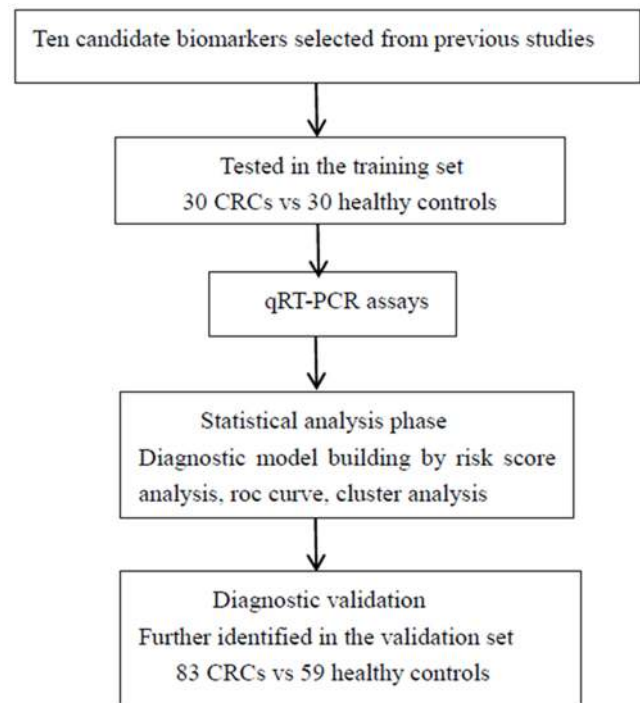 Ten candidate biomarkers selected from previous studies
Tested in the training set
30 CRCs vs 30 healthy controls
qRT-PCR assays
Statistical analysis phase
Diagnostic model building by risk score
analysis, roc curve, cluster analysis
Diagnostic validation
Further identified in the validation set
83 CRCs vs 59 healthy controls